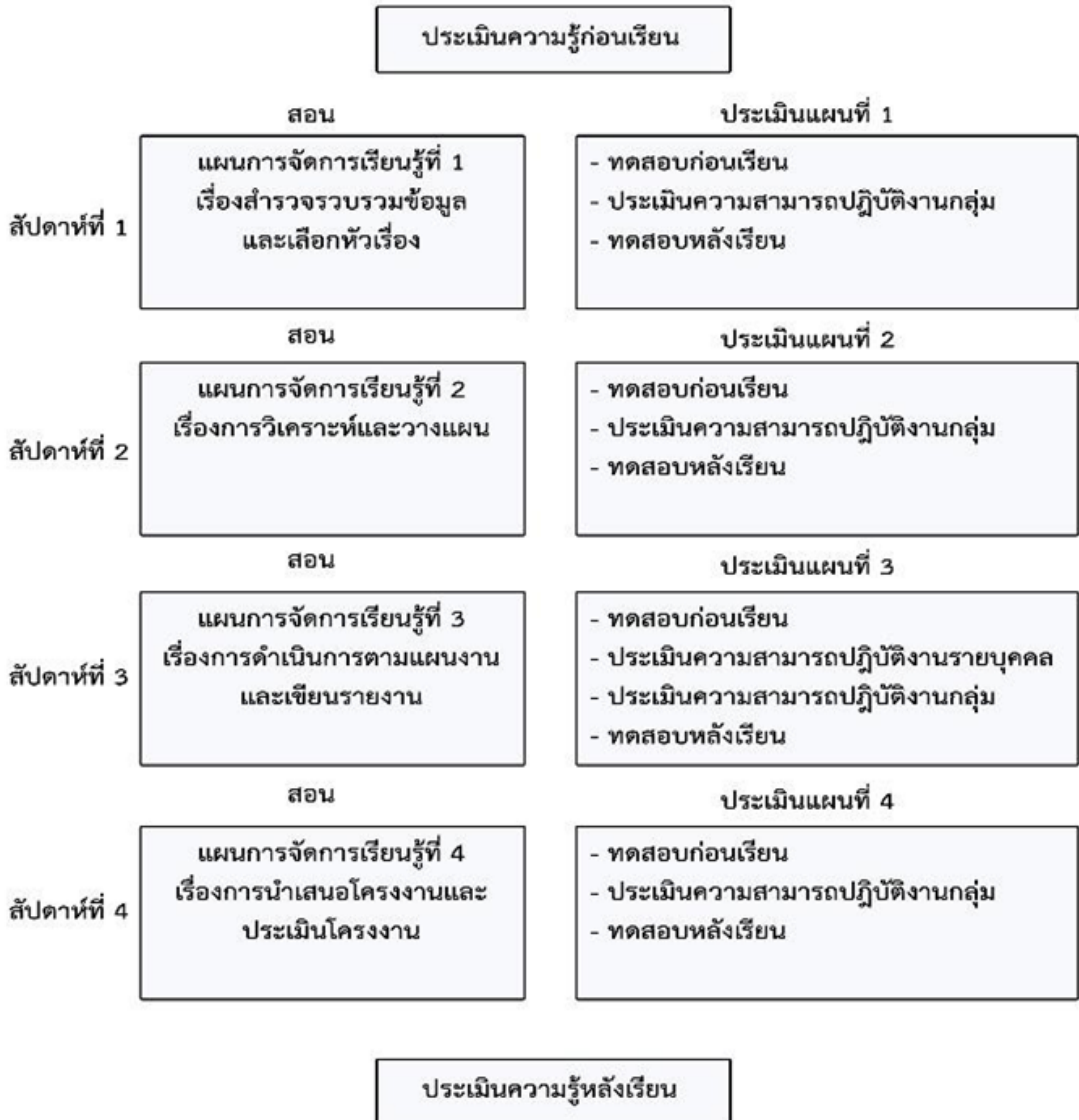 ประเมินความรู้ก่อนเรียน
สอน
ประเมินแผนที่ 1
สัปดาห์ที่ 1
แผนการจัดการเรียนรู้ที่ 1
เรื่องสำรวจรวบรวมข้อมูล
และเลือกหัวเรื่อง
- ทดสอบก่อนเรียน
- ประเมินความสามารถปฎิบัติงานกลุ่ม
- ทดสอบหลังเรียน
สอน
ประเมินแผนที่ 2
สัปดาห์ที่ 2
แผนการจัดการเรียนรู้ที่ 2
เรื่องการวิเคราะห์และวางแผน
- ทดสอบก่อนเรียน
- ประเมินความสามารถปฎิบัติงานกลุ่ม
- ทดสอบหลังเรียน
สอน
ประเมินแผนที่ 3
สัปดาห์ที่ 3
แผนการจัดการเรียนรู้ที่ 3
เรื่องการดำเนินการตามแผนงาน
และเขียนรายงาน
- ทดสอบก่อนเรียน
- ประเมินความสามารถปฎิบัติงานรายบุคคล
- ประเมินความสามารถปฎิบัติงานกลุ่ม
- ทดสอบหลังเรียน
สอน
ประเมินแผนที่ 4
สัปดาห์ที่ 4
แผนการจัดการเรียนรู้ที่ 4
เรื่องการนำเสนอโครงงานและ
ประเมินโครงงาน
- ทดสอบก่อนเรียน
- ประเมินความสามารถปฎิบัติงานกลุ่ม
- ทดสอบหลังเรียน
ประเมินความรู้หลังเรียน